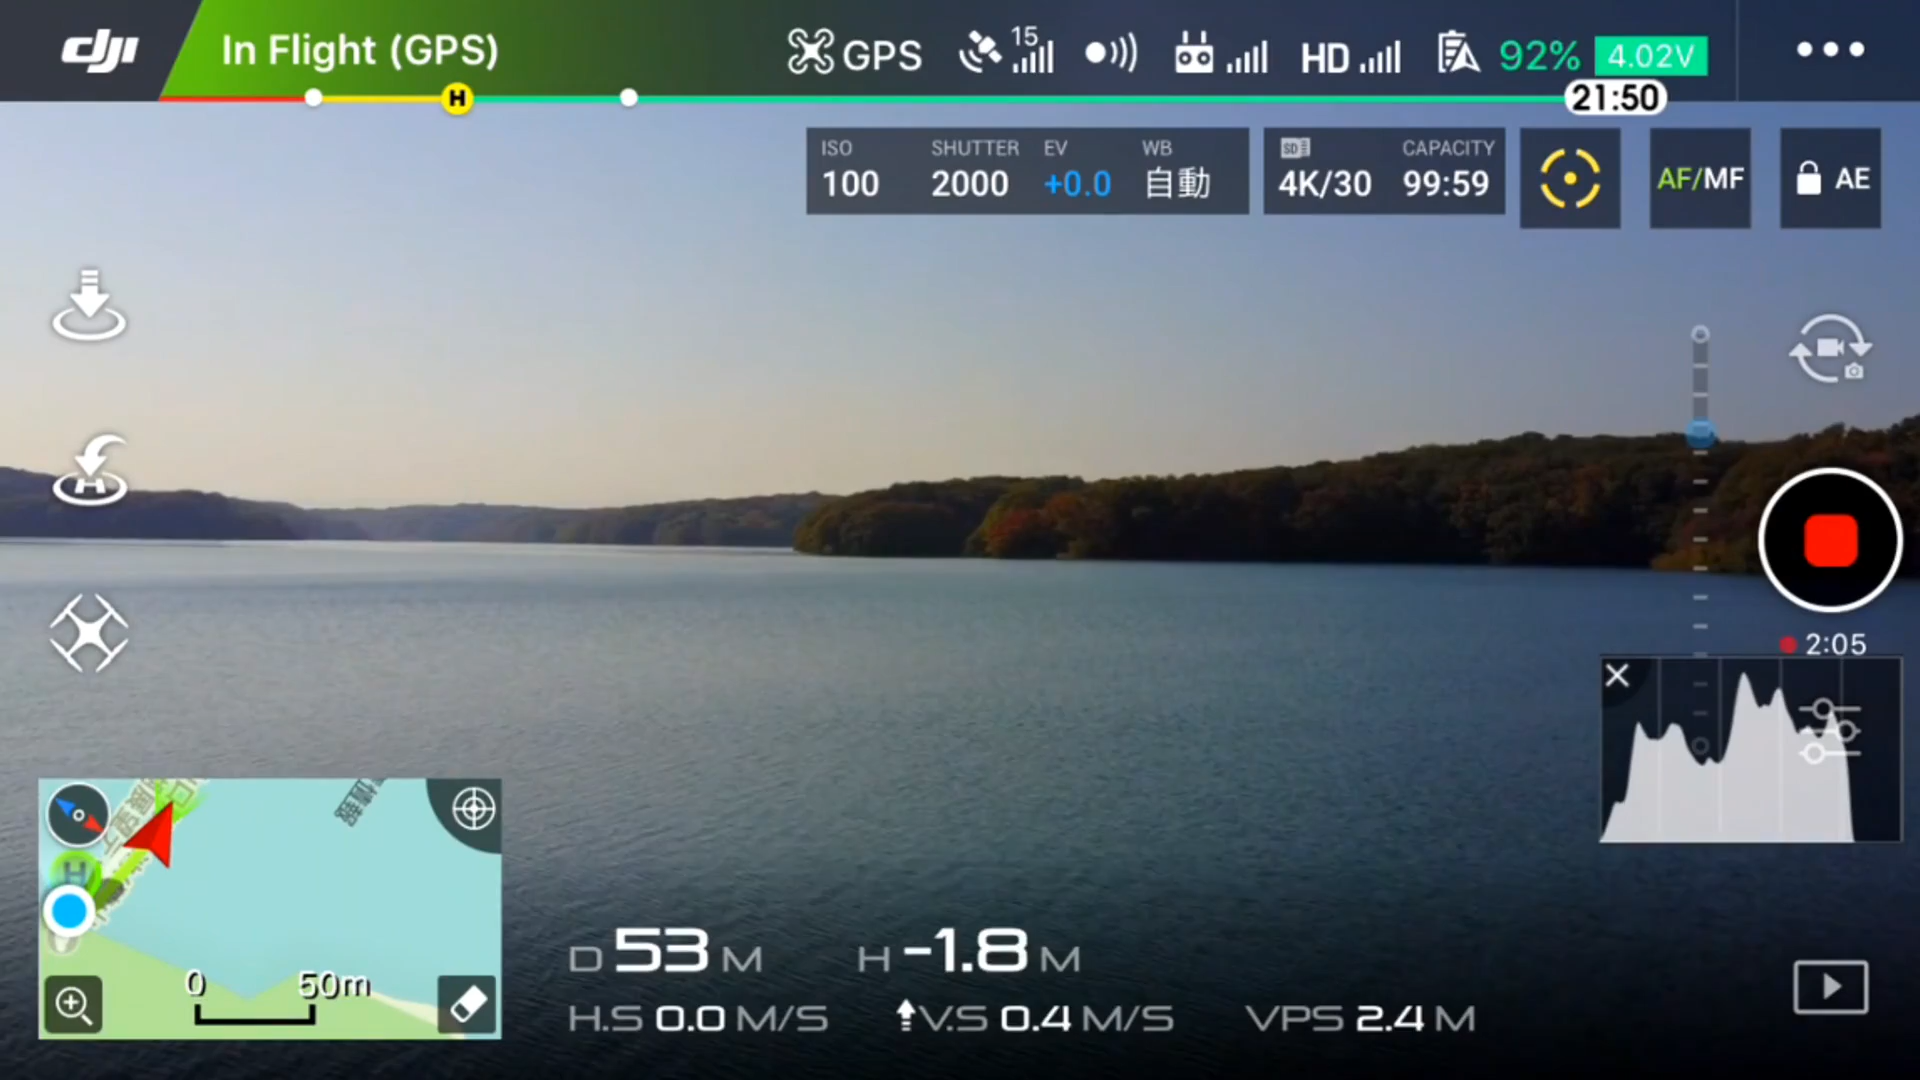 dji
In Flight (GPS)
GPS
15
HD
92%
4.02V
H
21:50
ISO
100
SHUTTER
2000
EV
+0.0
WB
自動
SD
4K/30
CAPACITY
99:59
AF/MF
AE
H
2:05
H
0
50m
D 53 M
H -1.8 M
H.S 0.0 M/S
V.S 0.4 M/S
VPS 2.4 M